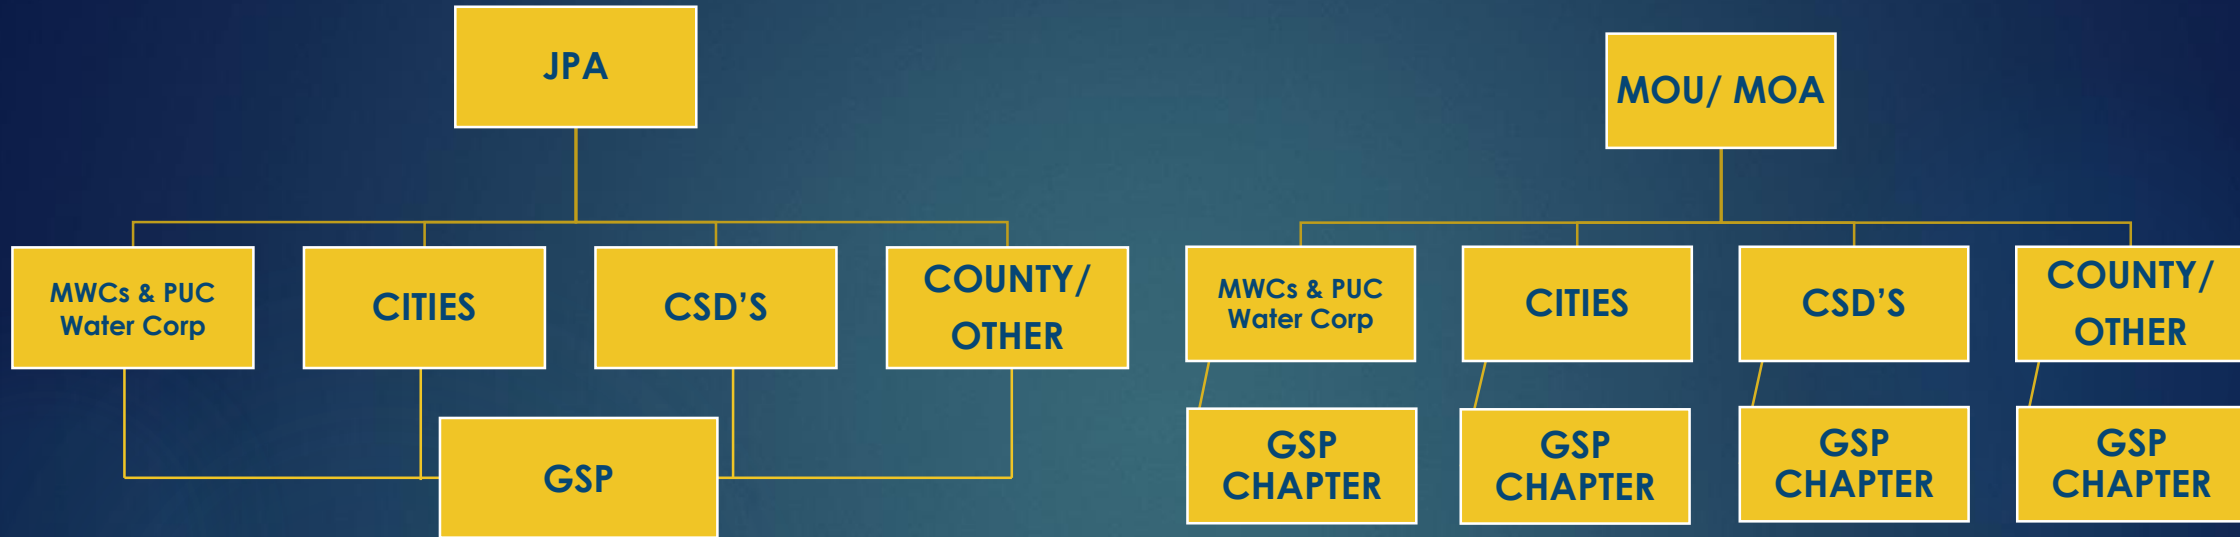 JPA
MWCs & PUC
Water Corp
CITIES
CSD’S
COUNTY/
OTHER
GSP
MOU/ MOA
MWCs & PUC
Water Corp
CITIES
CSD’S
COUNTY/
OTHER
GSP
CHAPTER
GSP
CHAPTER
GSP
CHAPTER
GSP
CHAPTER